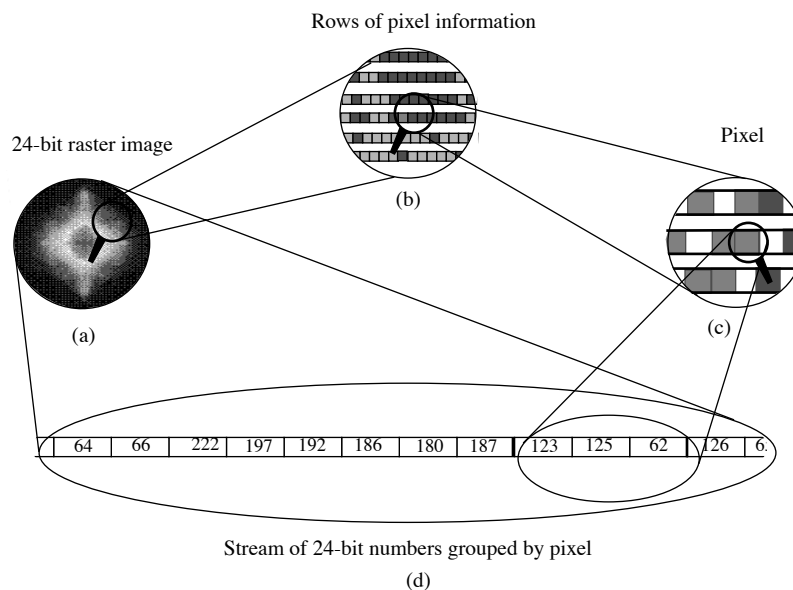 Rows of pixel information
24-bit raster image
Pixel
(b)
(a)
(c)
64 66 222 197 192 186 180 187 123 125 62 126 6
Stream of 24-bit numbers grouped by pixel
(d)